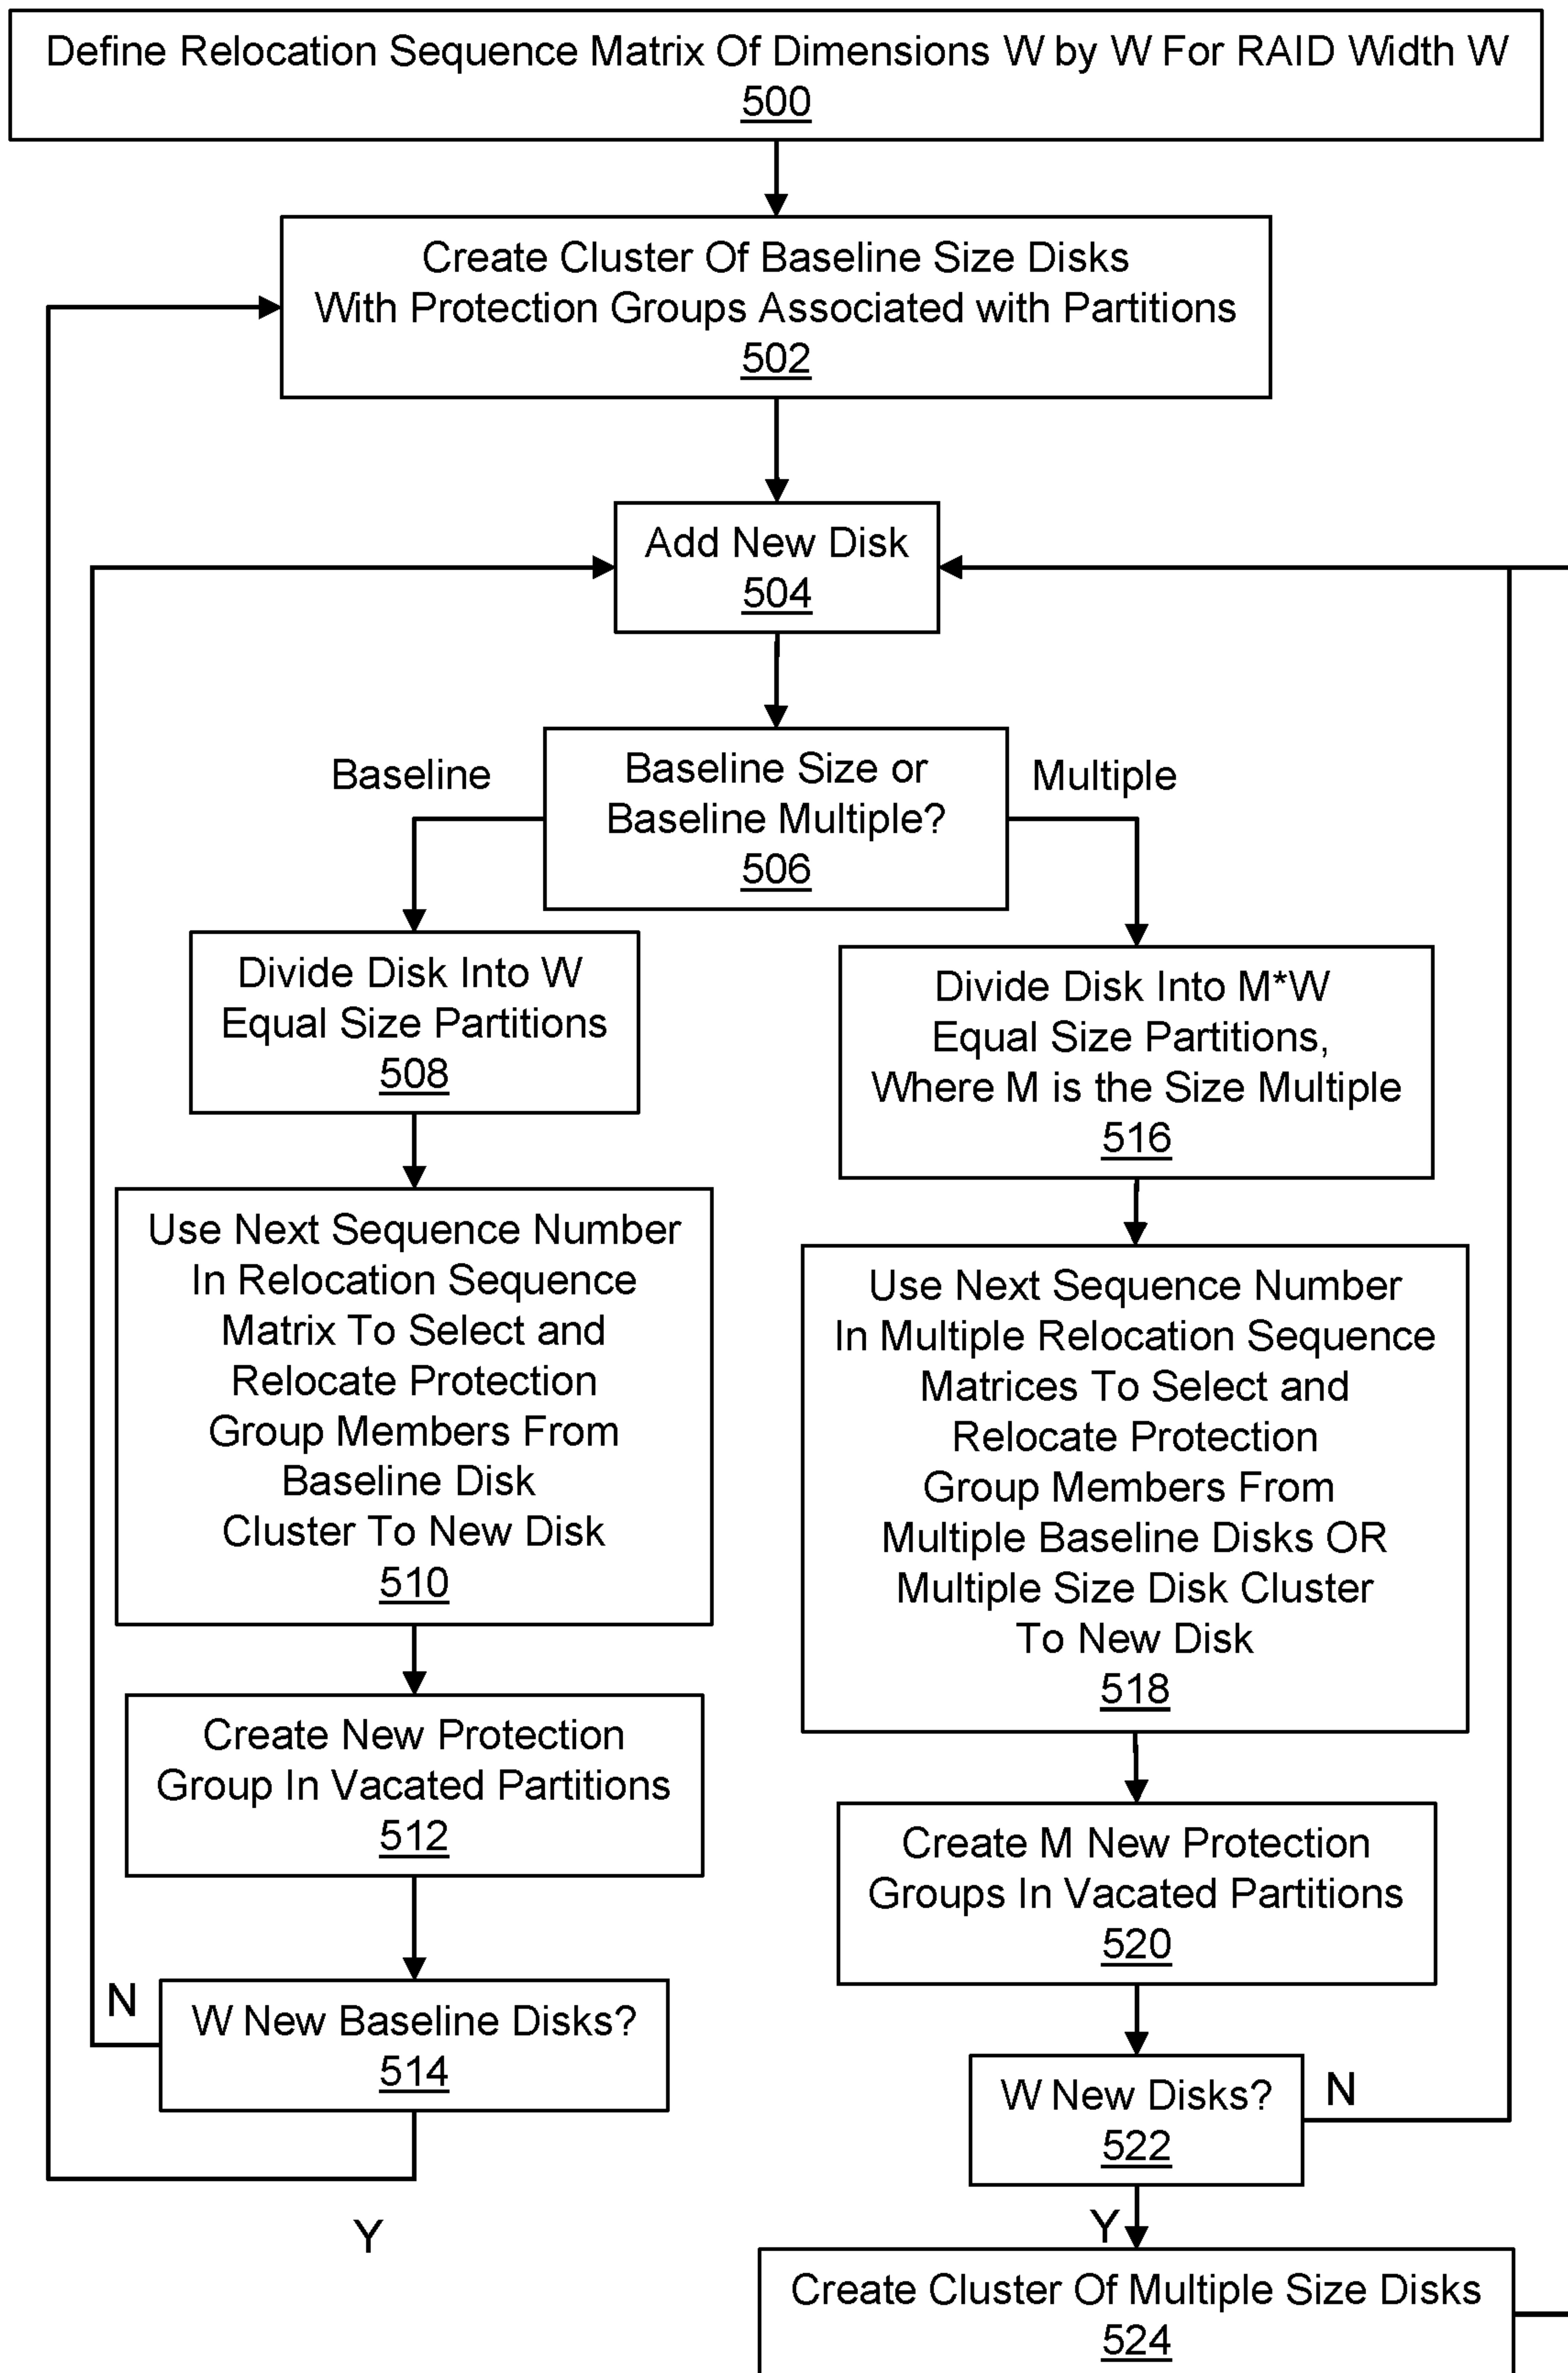 Define Relocation Sequence Matrix Of Dimensions W by W For RAID Width W
500
Create Cluster Of Baseline Size Disks
With Protection Groups Associated with Partitions
502
Add New Disk
504
Baseline
Baseline Size or
Baseline Multiple?
506
Multiple
Divide Disk Into W
Equal Size Partitions
508
Use Next Sequence Number
In Relocation Sequence
Matrix To Select and
Relocate Protection
Group Members From
Baseline Disk
Cluster To New Disk
510
Create New Protection
Group In Vacated Partitions
512
N
W New Baseline Disks?
514
Y
Divide Disk Into M*W
Equal Size Partitions,
Where M is the Size Multiple
516
Use Next Sequence Number
In Multiple Relocation Sequence
Matrices To Select and
Relocate Protection
Group Members From
Multiple Baseline Disks OR
Multiple Size Disk Cluster
To New Disk
518
Create M New Protection
Groups In Vacated Partitions
520
W New Disks?
522
N
Y
Create Cluster Of Multiple Size Disks
524